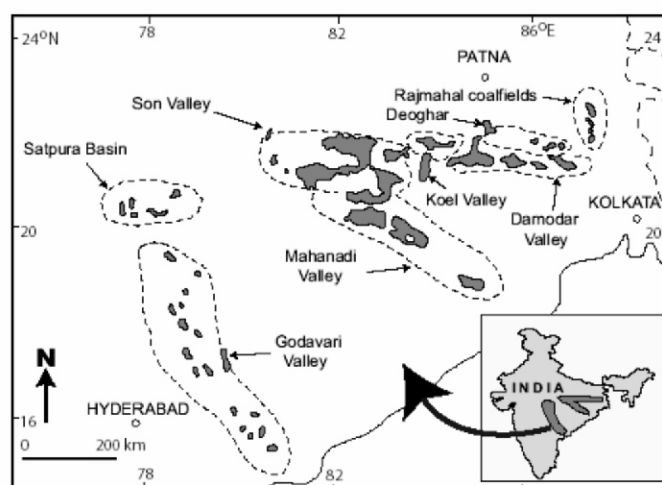 24°N
78
82
86°E
24
PATNA
Rajmahal coalfields
Deoghar
Son Valley
Satpura Basin
Koel Valley
KOLKATA
Damodar
Valley
20
20
Mahanadi
Valley
Godavari
Valley
N
HYDERABAD
INDIA
16
0
200 km
78
82